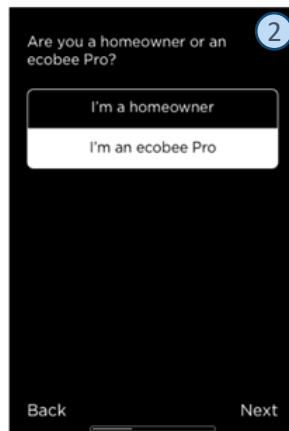 2
Are you a homeowner or an
ecobee Pro?
I'm a homeowner
I'm an ecobee Pro
Back Next